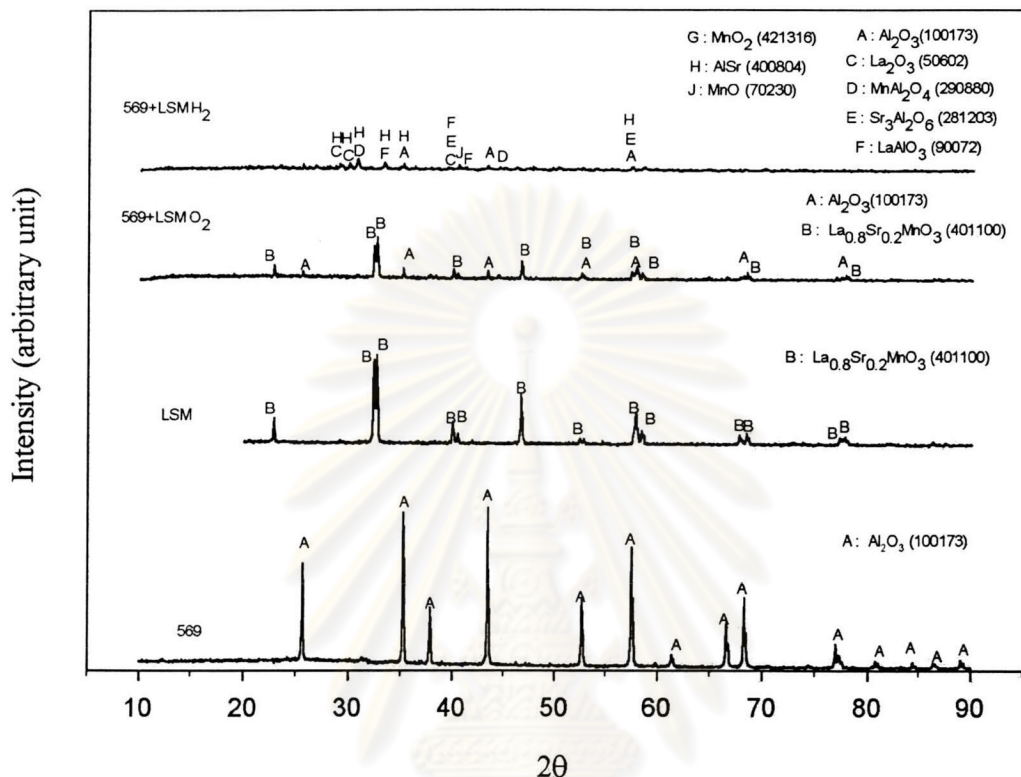 G : MnO₂ (421316)
H : AlSr (400804)
J : MnO (70230)
A : Al₂O₃(100173)
C : La₂O₃ (50602)
D : MnAl₂O₄ (290880)
E : Sr₃Al₂O₆ (281203)
F : LaAlO₃ (90072)
569+LSM H₂
H H H H H F H
C C D F A E J F A D E
C A
A : Al₂O₃(100173)
B : La₀.₈Sr₀.₂MnO₃ (401100)
569+LSM O₂
B A B B A B A B B B A B A B A B A B
B : La₀.₈Sr₀.₂MnO₃ (401100)
LSM
B B B B B B B B B B B B B
A : Al₂O₃ (100173)
569
A A A A A A A A A A A A A A
Intensity (arbitrary unit)
10 20 30 40 50 60 70 80 90
2θ